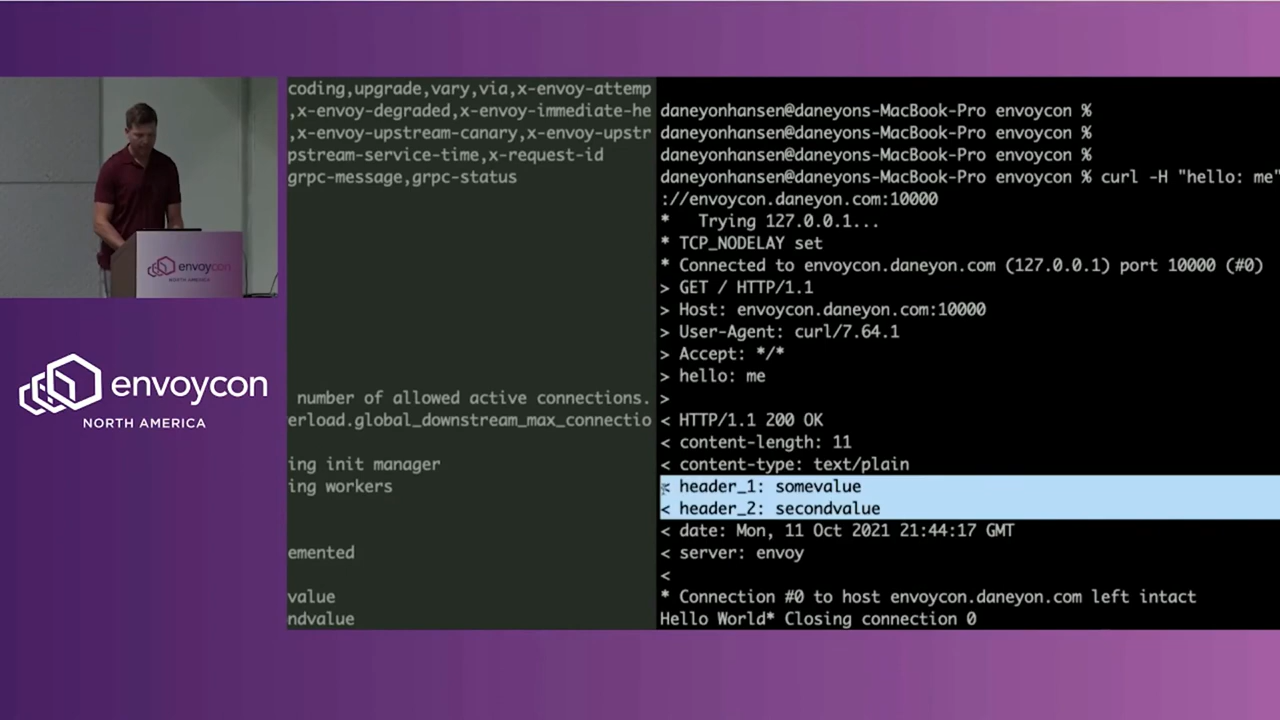 envoycon
NORTH AMERICA
envoycon
NORTH AMERICA
coding,upgrade,vary,via,x-envoy-attemp
,x-envoy-degraded,x-envoy-immediate-he
,x-envoy-upstream-canary,x-envoy-upstr
pstream-service-time,x-request-id
grpc-message,grpc-status
number of allowed active connections.
erload.global_downstream_max_connectio
ing init manager
ing workers
emented
value
ndvalue
daneyonhansen@daneyons-MacBook-Pro envoycon %
daneyonhansen@daneyons-MacBook-Pro envoycon %
daneyonhansen@daneyons-MacBook-Pro envoycon %
daneyonhansen@daneyons-MacBook-Pro envoycon % curl -H "hello: me"
://envoycon.daneyon.com:10000
* Trying 127.0.0.1...
* TCP_NODELAY set
* Connected to envoycon.daneyon.com (127.0.0.1) port 10000 (#0)
> GET / HTTP/1.1
> Host: envoycon.daneyon.com:10000
> User-Agent: curl/7.64.1
> Accept: */*
> hello: me
>
< HTTP/1.1 200 OK
< content-length: 11
< content-type: text/plain
< header_1: somevalue
< header_2: secondvalue
< date: Mon, 11 Oct 2021 21:44:17 GMT
< server: envoy
<
* Connection #0 to host envoycon.daneyon.com left intact
Hello World* Closing connection 0